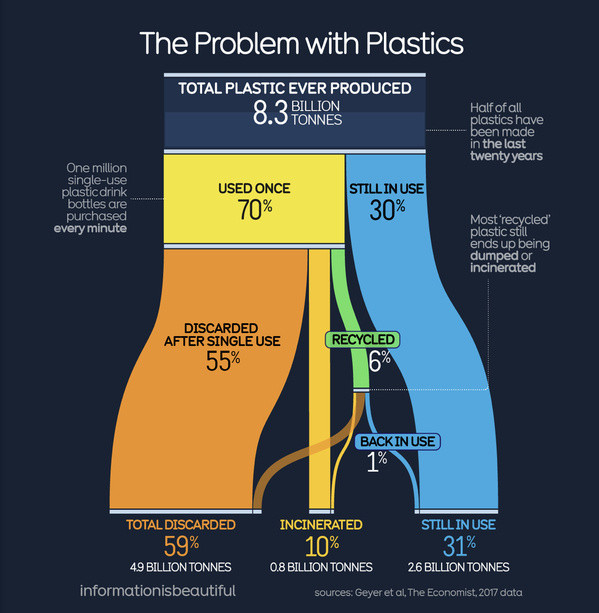 The Problem with Plastics
TOTAL PLASTIC EVER PRODUCED
8.3 BILLION
TONNES
Half of all
plastics have
been made
in the last
twenty years
One million
single-use
plastic drink
bottles are
purchased
every minute
USED ONCE
70%
STILL IN USE
30%
Most ‘recycled’
plastic still
ends up being
dumped or
incinerated
DISCARDED
AFTER SINGLE USE
55%
RECYCLED
6%
BACK IN USE
1%
TOTAL DISCARDED
59%
4.9 BILLION TONNES
INCINERATED
10%
0.8 BILLION TONNES
STILL IN USE
31%
2.6 BILLION TONNES
informationisbeautiful
sources: Geyer et al, The Economist, 2017 data